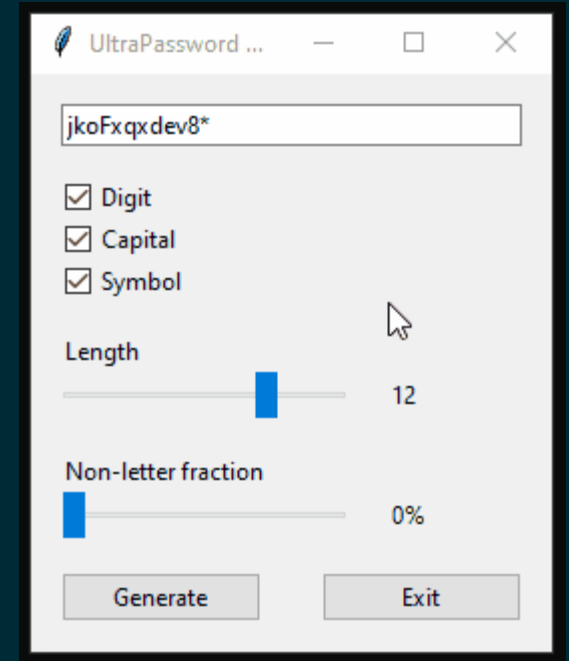 UltraPassword ...
jkoFxqxdev8*
Digit
Capital
Symbol
Length
12
Non-letter fraction
0%
Generate
Exit